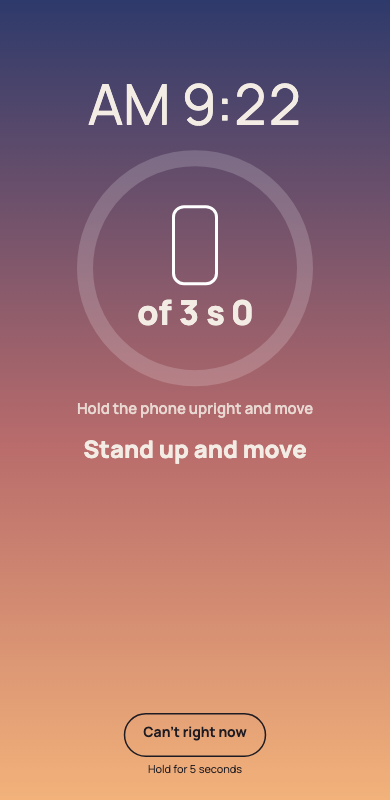 AM 9:22
of 3 s 0
Hold the phone upright and move
Stand up and move
Can't right now
Hold for 5 seconds